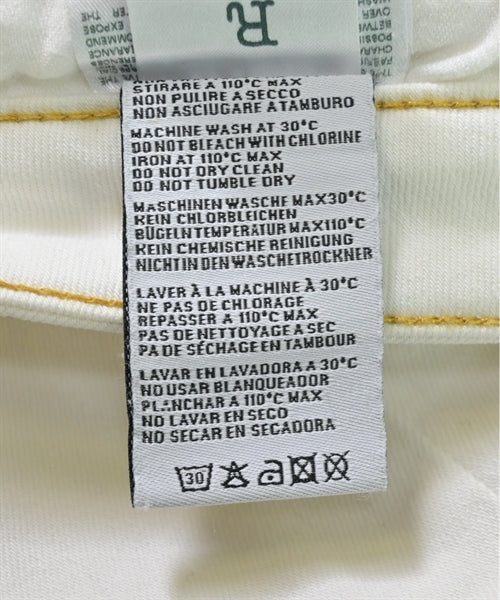 R
STIRARE A 110°C MAX
NON PULIRE A SECCO
NON ASCIUGARE A TAMBURO
MACHINE WASH AT 30°C
DO NOT BLEACH WITH CHLORINE
IRON AT 110°C MAX
DO NOT DRY CLEAN
DO NOT TUMBLE DRY
MASCHINEN WASCHE MAX30°C
KEIN CHLORBLEICHEN
BÜGELNTEMPERATUR MAX110°C
KEIN CHEMISCHE REINIGUNG
NICHT IN DEN WASCHETROCKNER
LAVER À LA MACHINE À 30°C
NE PAS DE CHLORAGE
REPASSER A 110°C MAX
PAS DE NETTOYAGE A SEC
PA DE SÉCHAGE EN TAMBOUR
LAVAR EN LAVADORA A 30°C
NO USAR BLANQUEADOR
PLANCHAR A 110°C MAX
NO LAVAR EN SECO
NO SECAR EN SECADORA
30